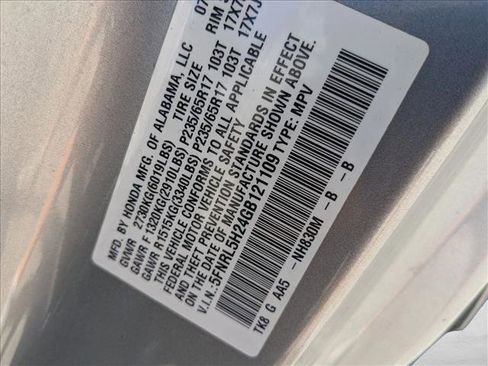 MFD. BY HONDA MFG. OF ALABAMA, LLC 07
GVWR 2730KG(6019LBS) TIRE SIZE RIM S
GAWR F 1320KG(2910LBS) P235/65R17 103T 17X7J
GAWR R 1515KG(3340LBS) P235/65R17 103T 17X7J
THIS VEHICLE CONFORMS TO ALL APPLICABLE
FEDERAL MOTOR VEHICLE SAFETY
AND THEFT PREVENTION STANDARDS IN EFFECT
ON THE DATE OF MANUFACTURE SHOWN ABOVE.
V.I.N.:5FNRL5H24GB121109 TYPE: MPV
TK8 G AA5 - NH830M - B - B